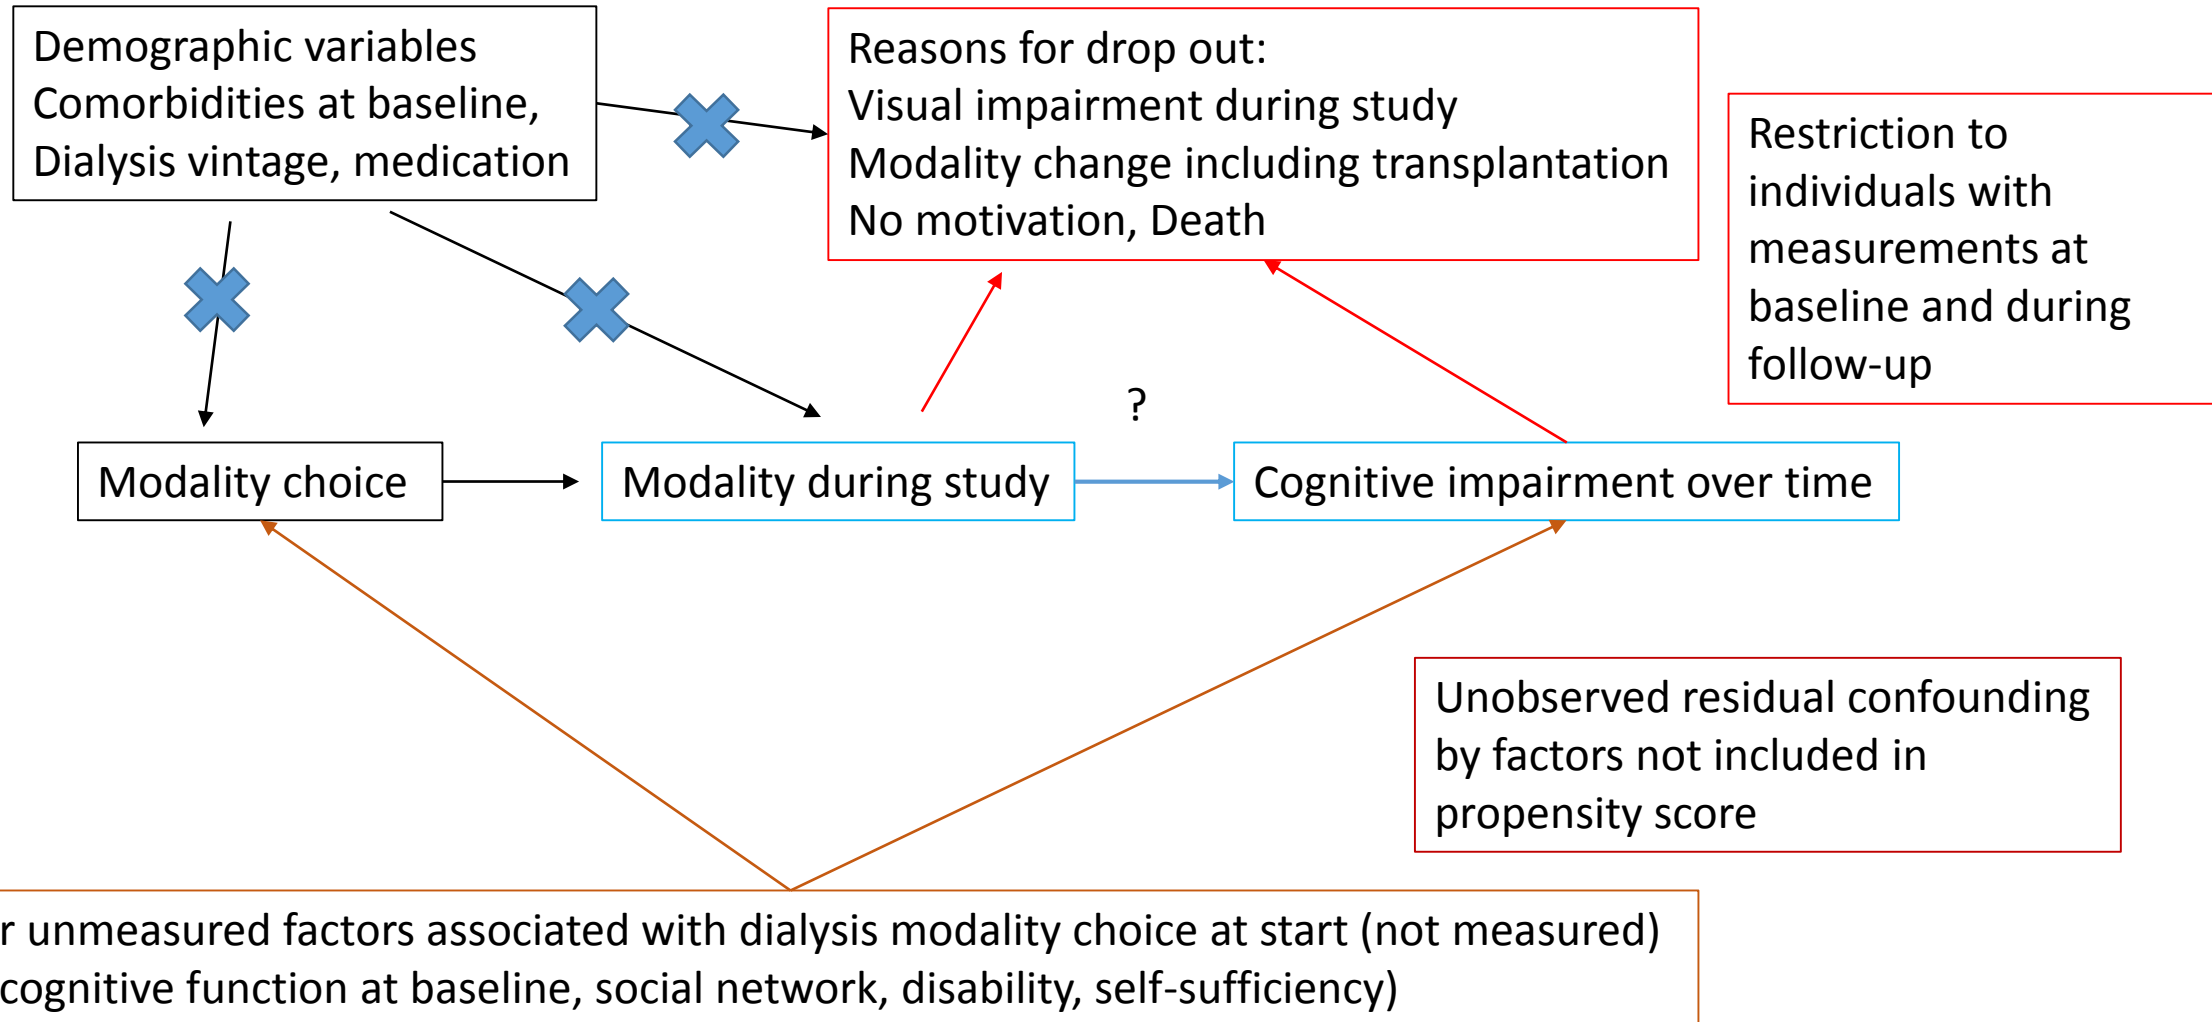 Demographic variables
Comorbidities at baseline,
Dialysis vintage, medication
Reasons for drop out:
Visual impairment during study
Modality change including transplantation
No motivation, Death
Restriction to
individuals with
measurements at
baseline and during
follow-up
?
Modality choice
Modality during study
Cognitive impairment over time
Unobserved residual confounding
by factors not included in
propensity score
r unmeasured factors associated with dialysis modality choice at start (not measured)
cognitive function at baseline, social network, disability, self-sufficiency)